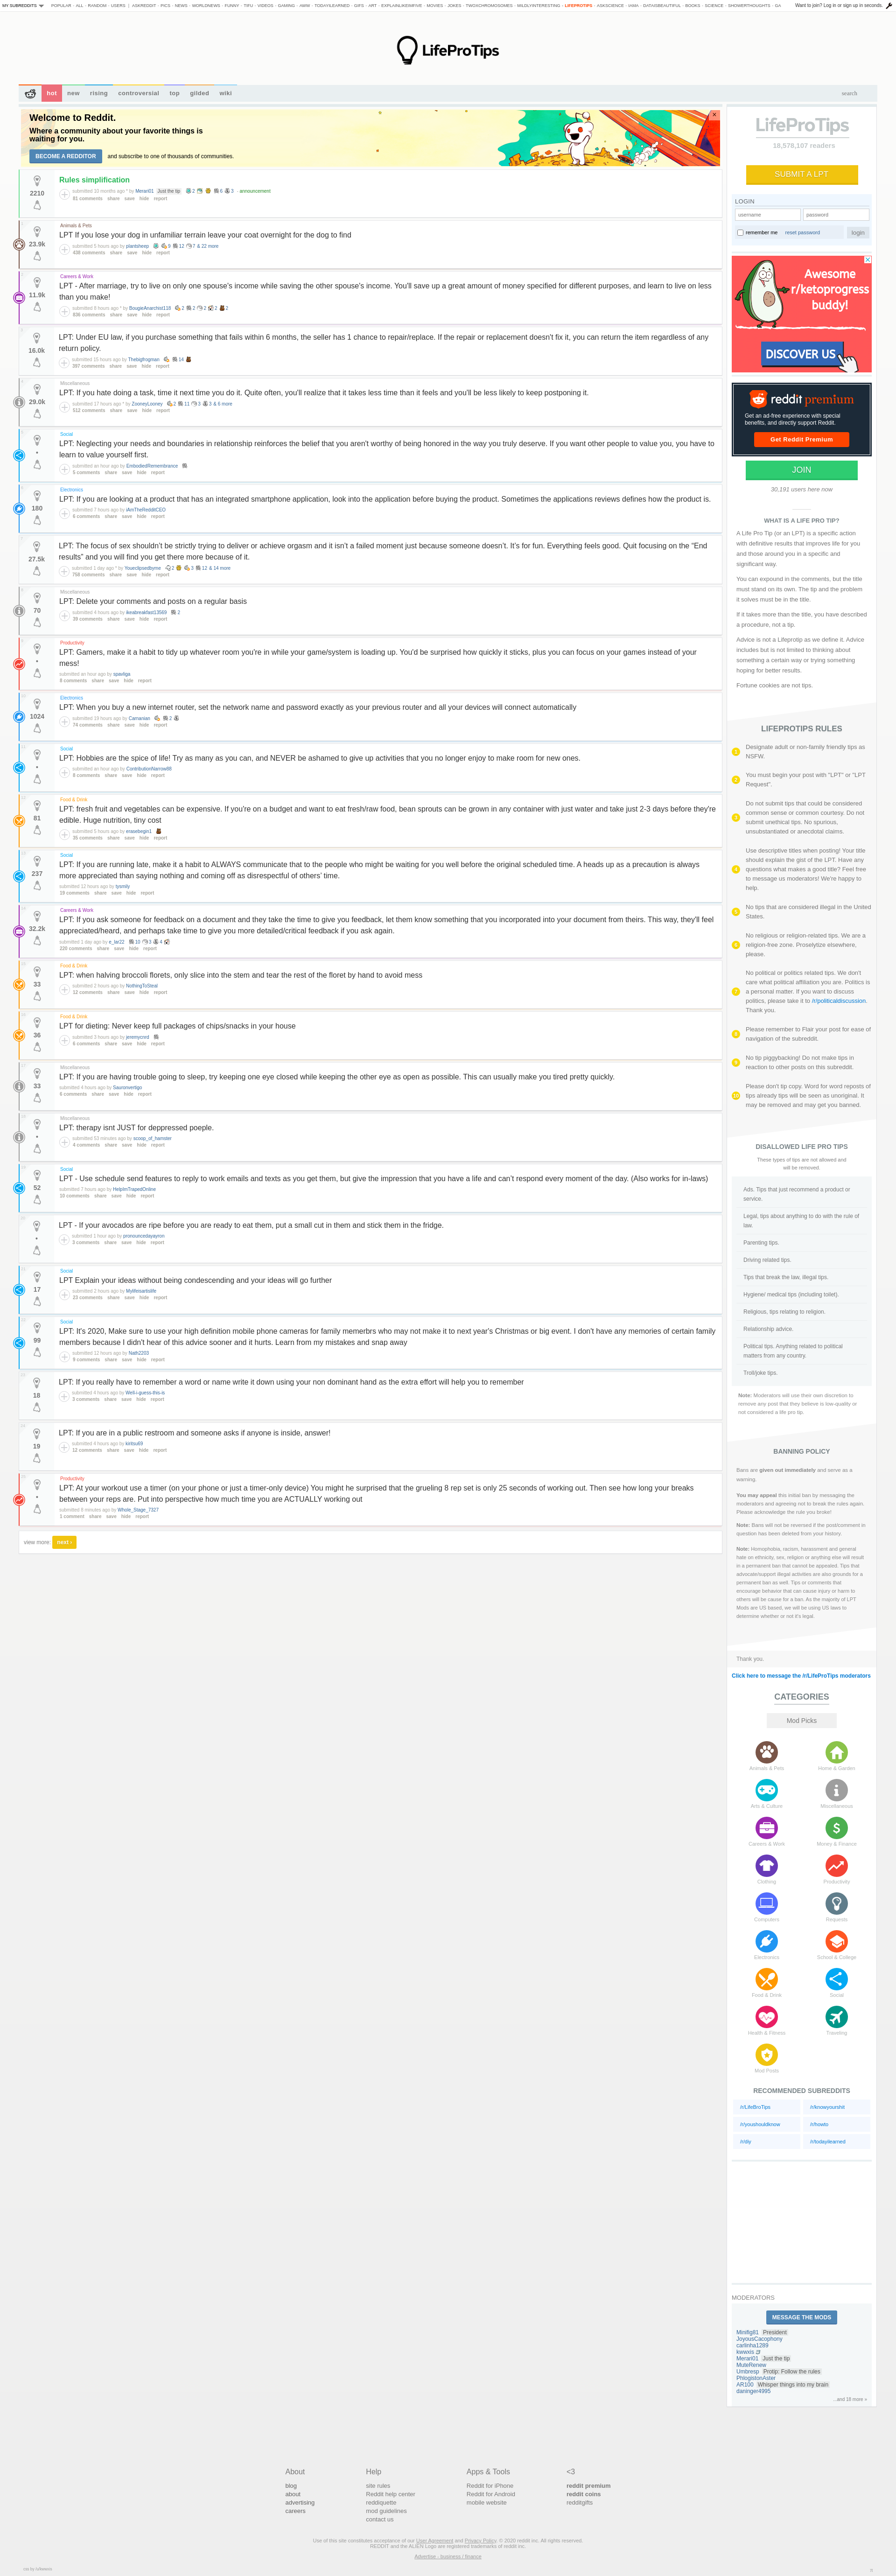 MY SUBREDDITS POPULAR - ALL - RANDOM - USERS | ASKREDDIT - PICS - NEWS - WORLDNEWS - FUNNY - TIFU - VIDEOS - GAMING - AWW - TODAYILEARNED - GIFS - ART - EXPLAINLIKEIMFIVE - MOVIES - JOKES - TWOXCHROMOSOMES - MILDLYINTERESTING - LIFEPROTIPS - ASKSCIENCE - IAMA - DATAISBEAUTIFUL - BOOKS - SCIENCE - SHOWERTHOUGHTS - GA
Want to join? Log in or sign up in seconds.
LifeProTips
hot new rising controversial top gilded wiki
search
Welcome to Reddit.
Where a community about your favorite things is
waiting for you.
BECOME A REDDITOR and subscribe to one of thousands of communities.
2210
Rules simplification
submitted 10 months ago * by Merari01 Just the tip 2 6 3 - announcement
81 comments share save hide report
Animals & Pets
23.9k
LPT If you lose your dog in unfamiliar terrain leave your coat overnight for the dog to find
submitted 5 hours ago by plantsheep 9 12 7 & 22 more
438 comments share save hide report
Careers & Work
11.9k
LPT - After marriage, try to live on only one spouse's income while saving the other spouse's income. You'll save up a great amount of money specified for different purposes, and learn to live on less
than you make!
submitted 9 hours ago * by BougieAnarchist110 2 2 2 2
836 comments share save hide report
16.0k
LPT: Under EU law, if you purchase something that fails within 6 months, the seller has 1 chance to repair/replace. If the repair or replacement doesn't fix it, you can return the item regardless of any
return policy.
submitted 15 hours ago by Thebigfrogman 14
397 comments share save hide report
Miscellaneous
29.0k
LPT: If you hate doing a task, time it next time you do it. Quite often, you'll realize that it takes less time than it feels and you'll be less likely to keep postponing it.
submitted 17 hours ago * by ZooneyLooney 2 11 3 3 & 6 more
512 comments share save hide report
Social
•
LPT: Neglecting your needs and boundaries in relationship reinforces the belief that you aren't worthy of being honored in the way you truly deserve. If you want other people to value you, you have to
learn to value yourself first.
submitted an hour ago by EmbodiedRemembrance
5 comments share save hide report
Electronics
180
LPT: If you are looking at a product that has an integrated smartphone application, look into the application before buying the product. Sometimes the applications reviews defines how the product is.
submitted 7 hours ago by iAmTheRedditCEO
6 comments share save hide report
27.5k
LPT: The focus of sex shouldn't be strictly trying to deliver or achieve orgasm and it isn't a failed moment just because someone doesn't. It's for fun. Everything feels good. Quit focusing on the "End
results" and you will find you get there more because of it.
submitted 1 day ago * by Youarclipsedbyme 2 3 12 & 14 more
758 comments share save hide report
Miscellaneous
70
LPT: Delete your comments and posts on a regular basis
submitted 4 hours ago by ikeabreakfast13569 2
39 comments share save hide report
Productivity
•
LPT: Gamers, make it a habit to tidy up whatever room you're in while your game/system is loading up. You'd be surprised how quickly it sticks, plus you can focus on your games instead of your
mess!
submitted an hour ago by opavliga
8 comments share save hide report
Electronics
1024
LPT: When you buy a new internet router, set the network name and password exactly as your previous router and all your devices will connect automatically
submitted 19 hours ago by Carnanian 2
74 comments share save hide report
Social
•
LPT: Hobbies are the spice of life! Try as many as you can, and NEVER be ashamed to give up activities that you no longer enjoy to make room for new ones.
submitted an hour ago by ContributionNarrow88
8 comments share save hide report
Food & Drink
81
LPT: fresh fruit and vegetables can be expensive. If you're on a budget and want to eat fresh/raw food, bean sprouts can be grown in any container with just water and take just 2-3 days before they're
edible. Huge nutrition, tiny cost
submitted 5 hours ago by erasebegin1
35 comments share save hide report
Social
237
LPT: If you are running late, make it a habit to ALWAYS communicate that to the people who might be waiting for you well before the original scheduled time. A heads up as a precaution is always
more appreciated than saying nothing and coming off as disrespectful of others' time.
submitted 12 hours ago by tysmity
19 comments share save hide report
Careers & Work
32.2k
LPT: If you ask someone for feedback on a document and they take the time to give you feedback, let them know something that you incorporated into your document from theirs. This way, they'll feel
appreciated/heard, and perhaps take time to give you more detailed/critical feedback if you ask again.
submitted 1 day ago by e_lar22 10 3 4
320 comments share save hide report
Food & Drink
33
LPT: when halving broccoli florets, only slice into the stem and tear the rest of the floret by hand to avoid mess
submitted 2 hours ago by NothingToSteal
12 comments share save hide report
Food & Drink
36
LPT for dieting: Never keep full packages of chips/snacks in your house
submitted 3 hours ago by jeremycnst
6 comments share save hide report
Miscellaneous
33
LPT: If you are having trouble going to sleep, try keeping one eye closed while keeping the other eye as open as possible. This can usually make you tired pretty quickly.
submitted 4 hours ago by Sauronvertigo
6 comments share save hide report
Miscellaneous
•
LPT: therapy isnt JUST for deppressed poeple.
submitted 53 minutes ago by scoop_of_hamster
4 comments share save hide report
Social
52
LPT - Use schedule send features to reply to work emails and texts as you get them, but give the impression that you have a life and can't respond every moment of the day. (Also works for in-laws)
submitted 7 hours ago by HelpImTrapedOnline
10 comments share save hide report
•
LPT - If your avocados are ripe before you are ready to eat them, put a small cut in them and stick them in the fridge.
submitted 1 hour ago by pronouncedayayron
3 comments share save hide report
Social
17
LPT Explain your ideas without being condescending and your ideas will go further
submitted 2 hours ago by Mylifeisarkslife
23 comments share save hide report
Social
99
LPT: It's 2020, Make sure to use your high definition mobile phone cameras for family memerbrs who may not make it to next year's Christmas or big event. I don't have any memories of certain family
members because I didn't hear of this advice sooner and it hurts. Learn from my mistakes and snap away
submitted 12 hours ago by Nath2203
9 comments share save hide report
18
LPT: If you really have to remember a word or name write it down using your non dominant hand as the extra effort will help you to remember
submitted 6 hours ago by Well-i-guess-this-is
3 comments share save hide report
19
LPT: If you are in a public restroom and someone asks if anyone is inside, answer!
submitted 4 hours ago by kiritsu69
12 comments share save hide report
Productivity
•
LPT: At your workout use a timer (on your phone or just a timer-only device) You might he surprised that the grueling 8 rep set is only 25 seconds of working out. Then see how long your breaks
between your reps are. Put into perspective how much time you are ACTUALLY working out
submitted 9 minutes ago by Whole_Stage_7327
1 comment share save hide report
view more: next ›
LifeProTips
18,578,107 readers
SUBMIT A LPT
LOGIN
username password
remember me reset password login
Awesome
r/ketoprogress
buddy!
DISCOVER US
reddit premium
Get an ad-free experience with special
benefits, and directly support Reddit.
Get Reddit Premium
JOIN
30,191 users here now
WHAT IS A LIFE PRO TIP?
A Life Pro Tip (or an LPT) is a specific action
with definitive results that improves life for you
and those around you in a specific and
significant way.
You can expound in the comments, but the title
must stand on its own. The tip and the problem
it solves must be in the title.
If it takes more than the title, you have described
a procedure, not a tip.
Advice is not a Lifeprotip as we define it. Advice
includes but is not limited to thinking about
something a certain way or trying something
hoping for better results.
Fortune cookies are not tips.
LIFEPROTIPS RULES
1 Designate adult or non-family friendly tips as
NSFW.
2 You must begin your post with "LPT" or "LPT
Request".
3 Do not submit tips that could be considered
common sense or common courtesy. Do not
submit unethical tips. No spurious,
unsubstantiated or anecdotal claims.
4 Use descriptive titles when posting! Your title
should explain the gist of the LPT. Have any
questions what makes a good title? Feel free
to message us moderators! We're happy to
help.
5 No tips that are considered illegal in the United
States.
6 No religious or religion-related tips. We are a
religion-free zone. Proselytize elsewhere,
please.
7 No political or politics related tips. We don't
care what political affiliation you are. Politics is
a personal matter. If you want to discuss
politics, please take it to /r/politicaldiscussion.
Thank you.
8 Please remember to Flair your post for ease of
navigation of the subreddit.
9 No tip piggybacking! Do not make tips in
reaction to other posts on this subreddit.
10 Please don't tip copy. Word for word reposts of
tips already tips will be seen as unoriginal. It
may be removed and may get you banned.
DISALLOWED LIFE PRO TIPS
These types of tips are not allowed and
will be removed.
Ads. Tips that just recommend a product or
service.
Legal, tips about anything to do with the rule of
law.
Parenting tips.
Driving related tips.
Tips that break the law, illegal tips.
Hygiene/ medical tips (including toilet).
Religious, tips relating to religion.
Relationship advice.
Political tips. Anything related to political
matters from any country.
Troll/joke tips.
Note: Moderators will use their own discretion to
remove any post that they believe is low-quality or
not considered a life pro tip.
BANNING POLICY
Bans are given out immediately and serve as a
warning.
You may appeal this initial ban by messaging the
moderators and agreeing not to break the rules again.
Please acknowledge the rule you broke!
Note: Bans will not be reversed if the post/comment in
question has been deleted from your history.
Note: Homophobia, racism, harassment and general
hate on ethnicity, sex, religion or anything else will result
in a permanent ban that cannot be appealed. Tips that
advocate/support illegal activities are also grounds for a
permanent ban as well. Tips or comments that
encourage behavior that can cause injury or harm to
others will be cause for a ban. As the majority of LPT
Mods are US based, we will be using US laws to
determine whether or not it's legal.
Thank you.
Click here to message the /r/LifeProTips moderators
CATEGORIES
Mod Picks
Animals & Pets Home & Garden
Arts & Culture Miscellaneous
Careers & Work Money & Finance
Clothing Productivity
Computers Requests
Electronics School & College
Food & Drink Social
Health & Fitness Traveling
Mod Posts
RECOMMENDED SUBREDDITS
/r/LifeBroTips /r/knowyourshit
/r/youshouldknow /r/howto
/r/diy /r/todayilearned
MODERATORS
MESSAGE THE MODS
Minifig81 President
JoyousCacophony
carlinha1289
kwwxis
Merari01 Just the tip
MuteRenew
Umbresp Protip: Follow the rules
PhlogistonAster
AR100 Whisper things into my brain
daninger4995
...and 18 more »
About Help Apps & Tools <3
blog site rules Reddit for iPhone reddit premium
about Reddit help center Reddit for Android reddit coins
advertising reddiquette mobile website redditgifts
careers mod guidelines
contact us
Use of this site constitutes acceptance of our User Agreement and Privacy Policy. © 2020 reddit inc. All rights reserved.
REDDIT and the ALIEN Logo are registered trademarks of reddit inc.
Advertise - business / finance
π